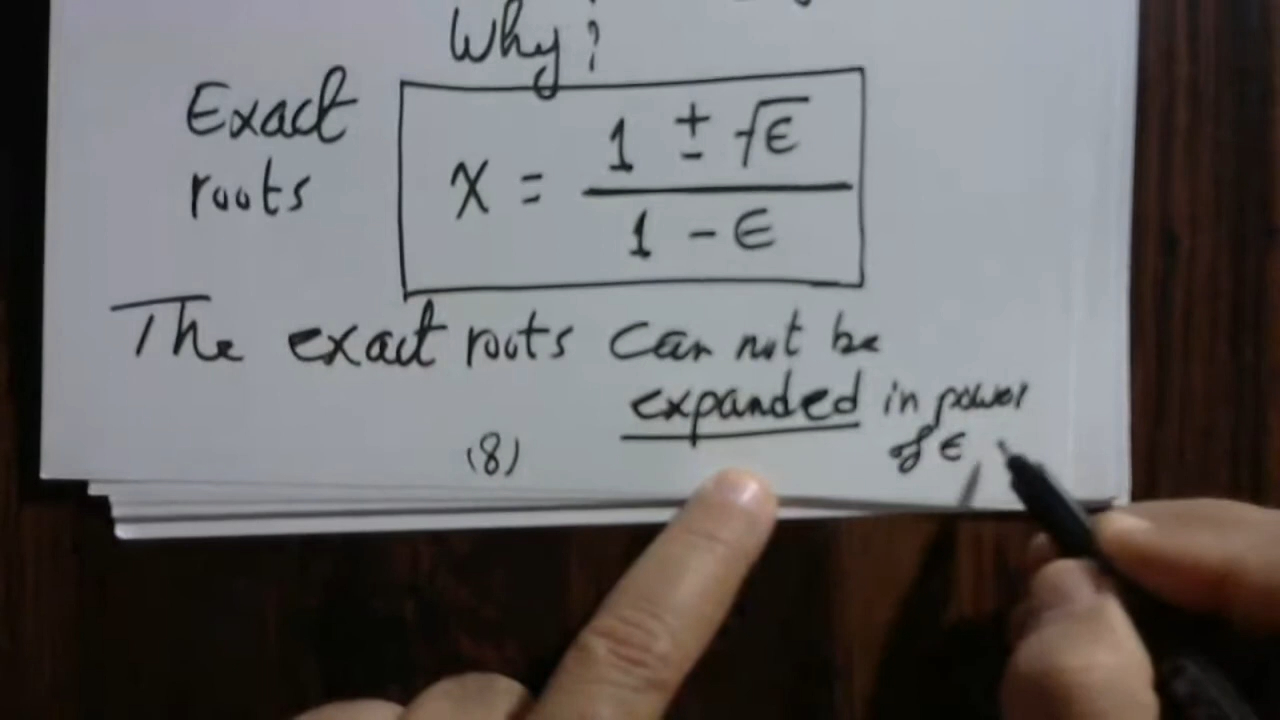 Why?
Exact
roots
x = (1 ± √ϵ) / (1 - ϵ)
The exact roots can not be
expanded in power
of ϵ
(8)